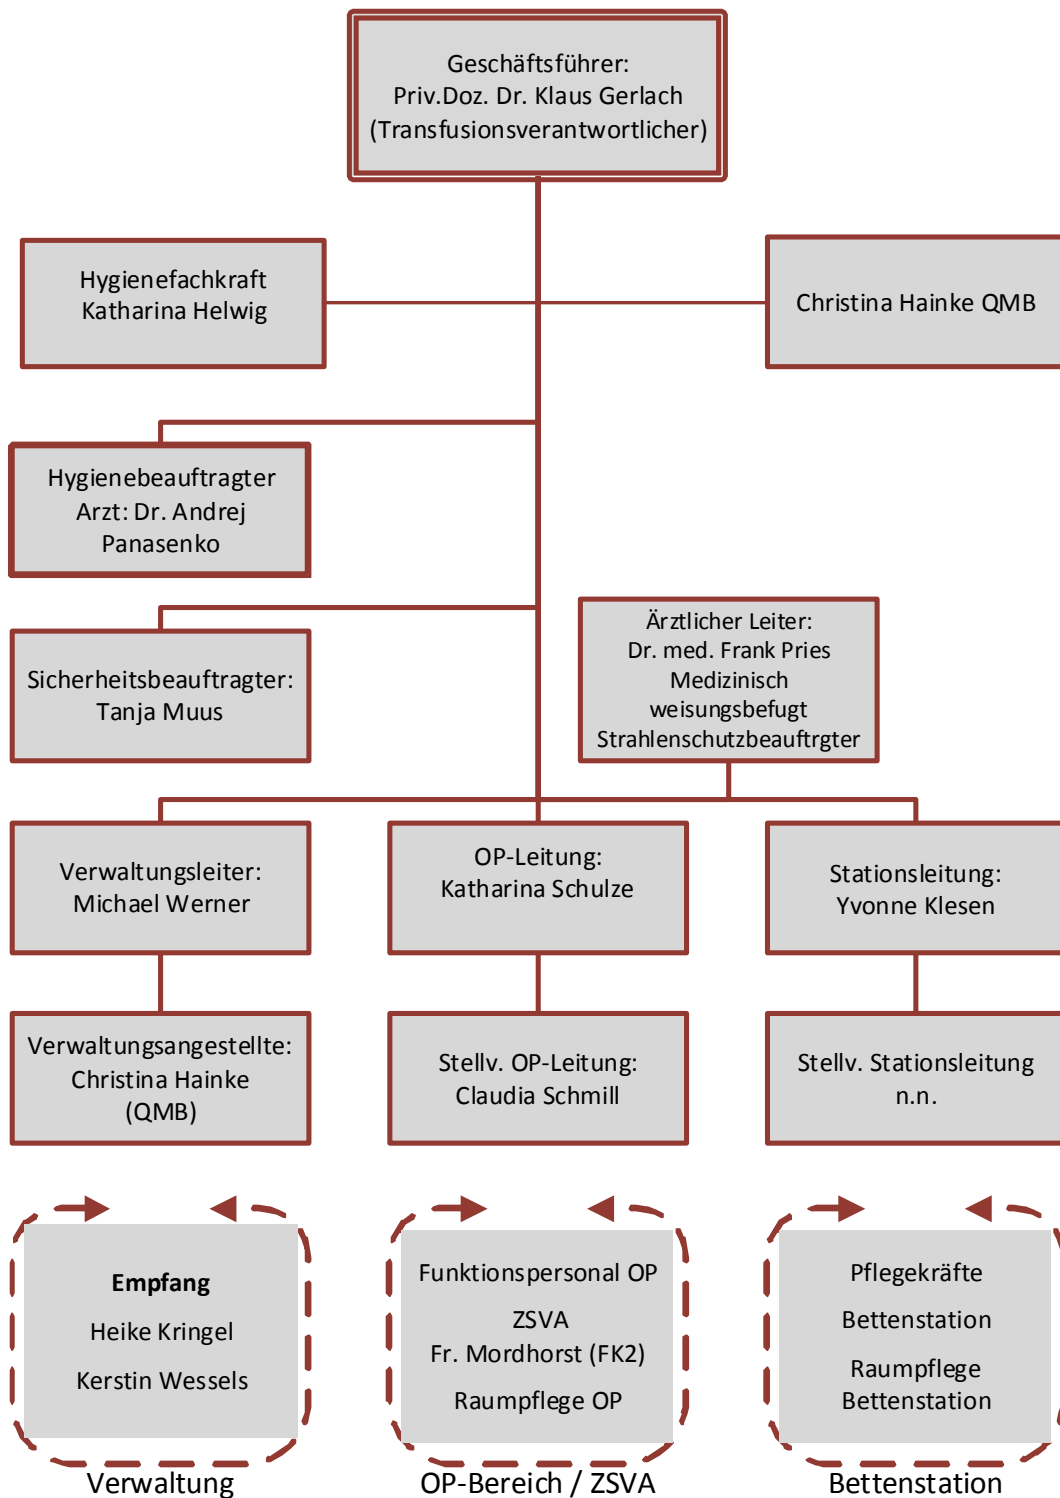 Geschäftsführer:
Priv.Doz. Dr. Klaus Gerlach
(Transfusionsverantwortlicher)
Hygienefachkraft
Katharina Helwig
Christina Hainke QMB
Hygienebeauftragter
Arzt: Dr. Andrej
Panasenko
Sicherheitsbeauftragter:
Tanja Muus
Ärztlicher Leiter:
Dr. med. Frank Pries
Medizinisch
weisungsbefugt
Strahlenschutzbeauftrgter
Verwaltungsleiter:
Michael Werner
OP-Leitung:
Katharina Schulze
Stationsleitung:
Yvonne Klesen
Verwaltungsangestellte:
Christina Hainke
(QMB)
Stellv. OP-Leitung:
Claudia Schmill
Stellv. Stationsleitung
n.n.
Empfang
Heike Kringel
Kerstin Wessels
Verwaltung
Funktionspersonal OP
ZSVA
Fr. Mordhorst (FK2)
Raumpflege OP
OP-Bereich / ZSVA
Pflegekräfte
Bettenstation
Raumpflege
Bettenstation
Bettenstation